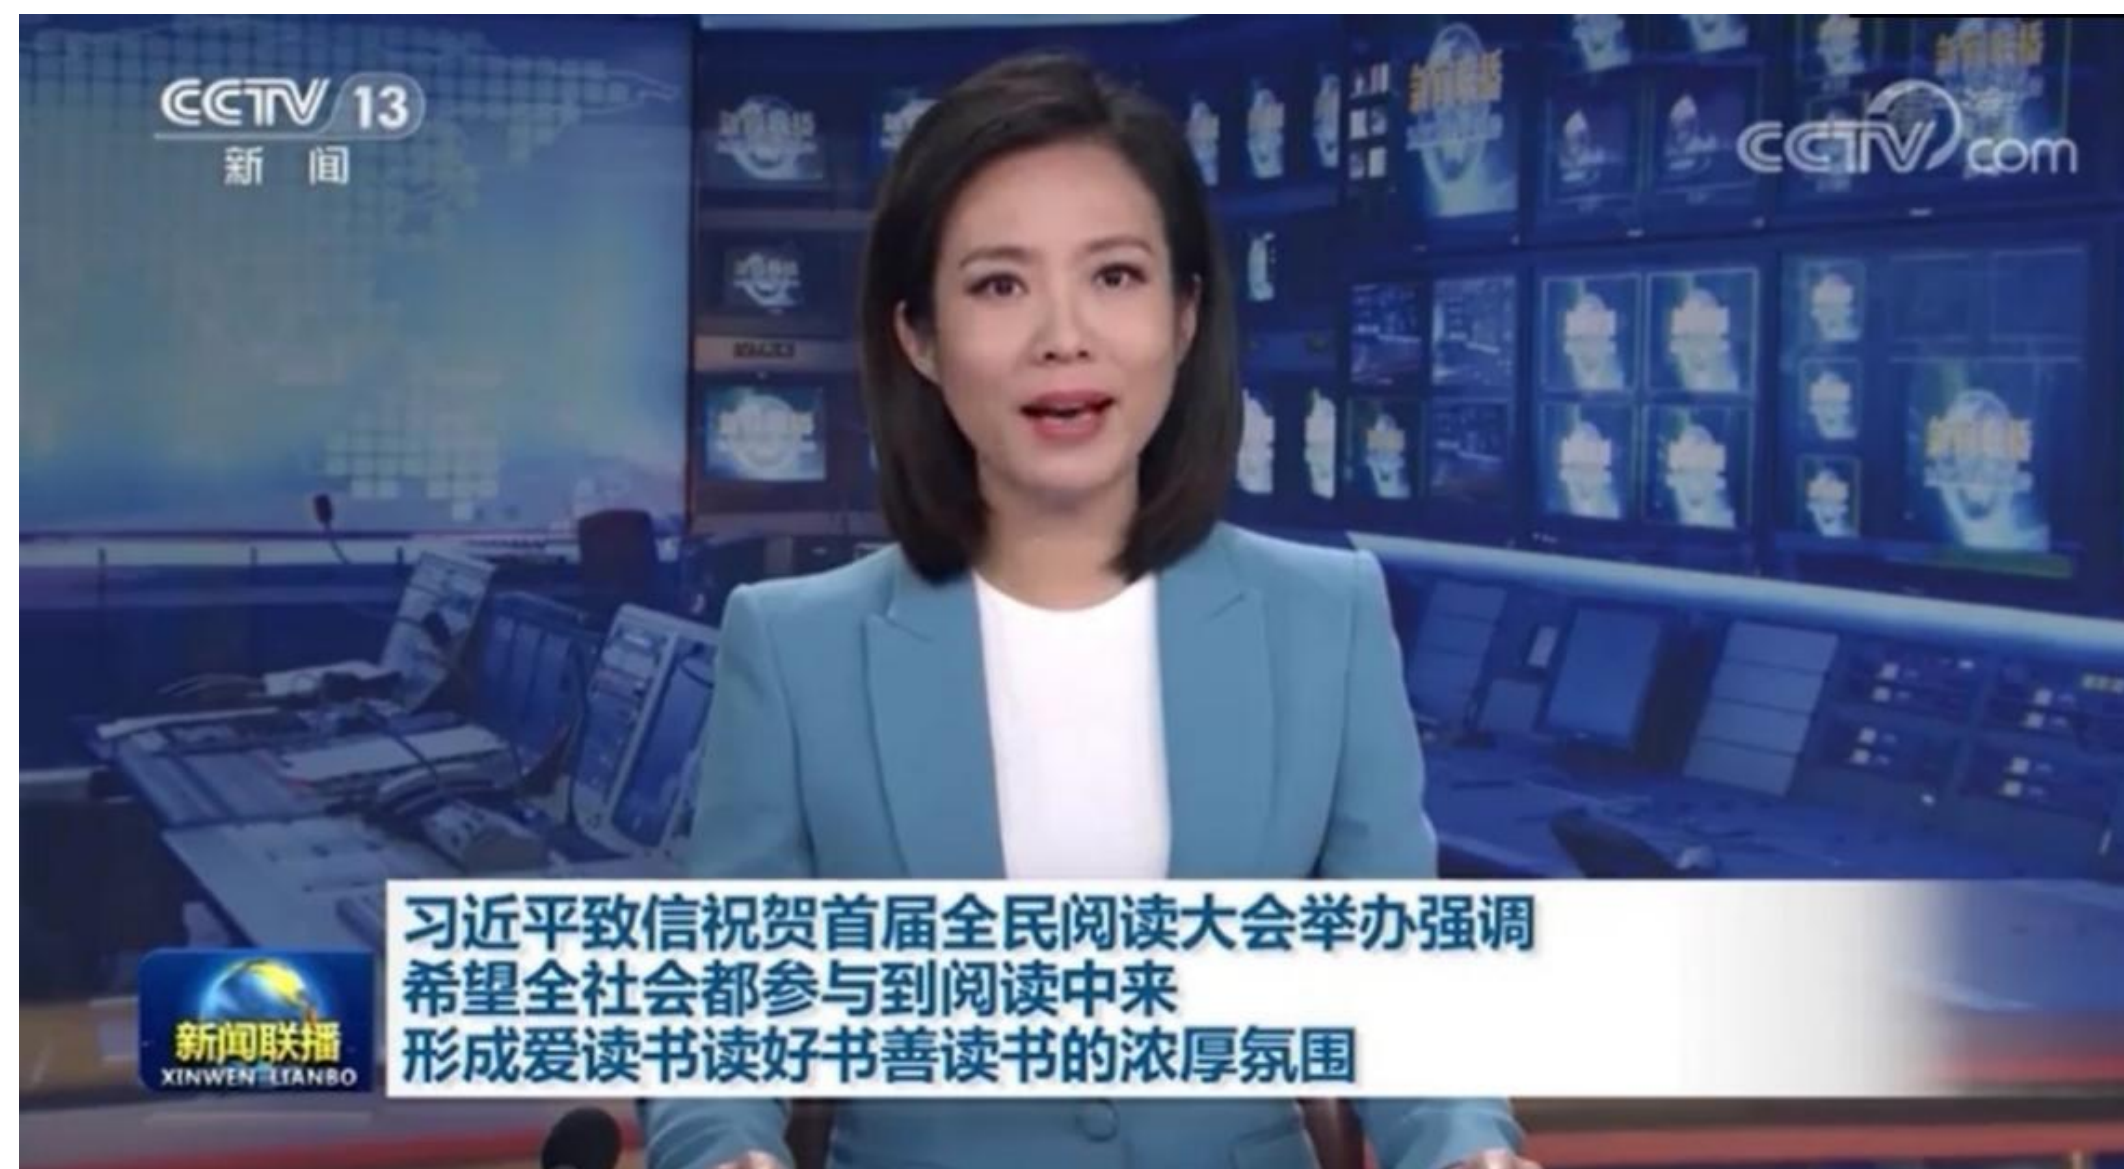 CCTV 13
新闻
CCTV.com
习近平致信祝贺首届全民阅读大会举办强调
希望全社会都参与到阅读中来
形成爱读书读好书善读书的浓厚氛围
新闻联播
XINWEN LIANBO